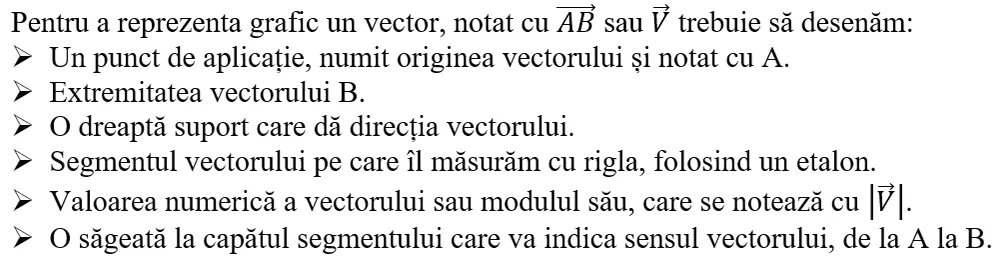 Pentru a reprezenta grafic un vector, notat cu \overrightarrow{AB} sau \vec{V} trebuie să desenăm:
➢ Un punct de aplicație, numit originea vectorului și notat cu A.
➢ Extremitatea vectorului B.
➢ O dreaptă suport care dă direcția vectorului.
➢ Segmentul vectorului pe care îl măsurăm cu rigla, folosind un etalon.
➢ Valoarea numerică a vectorului sau modulul său, care se notează cu |\vec{V}|.
➢ O săgeată la capătul segmentului care va indica sensul vectorului, de la A la B.